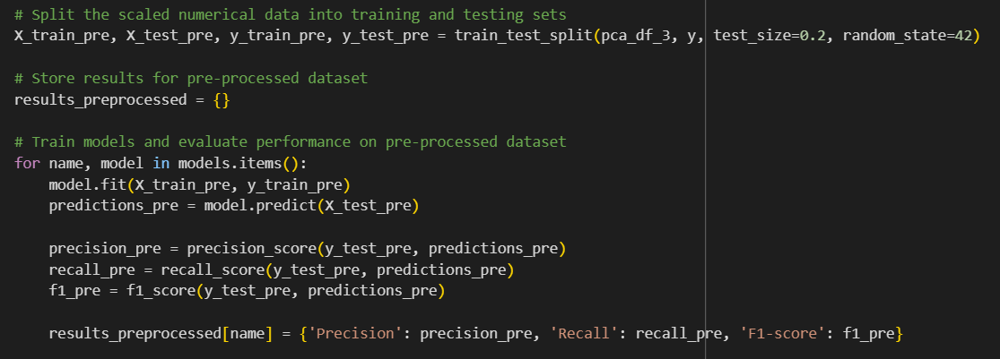 # Split the scaled numerical data into training and testing sets
X_train_pre, X_test_pre, y_train_pre, y_test_pre = train_test_split(pca_df_3, y, test_size=0.2, random_state=42)
# Store results for pre-processed dataset
results_preprocessed = {}
# Train models and evaluate performance on pre-processed dataset
for name, model in models.items():
    model.fit(X_train_pre, y_train_pre)
    predictions_pre = model.predict(X_test_pre)
    precision_pre = precision_score(y_test_pre, predictions_pre)
    recall_pre = recall_score(y_test_pre, predictions_pre)
    f1_pre = f1_score(y_test_pre, predictions_pre)
    results_preprocessed[name] = {'Precision': precision_pre, 'Recall': recall_pre, 'F1-score': f1_pre}